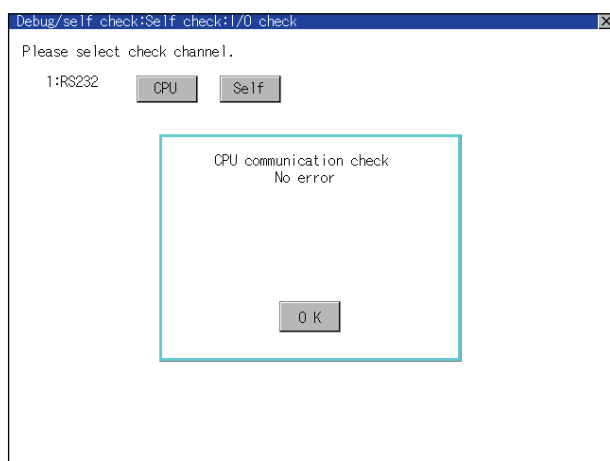 Debug/self check:Self check:I/O check
Please select check channel.
1:RS232 CPU Self
CPU communication check
No error
O K